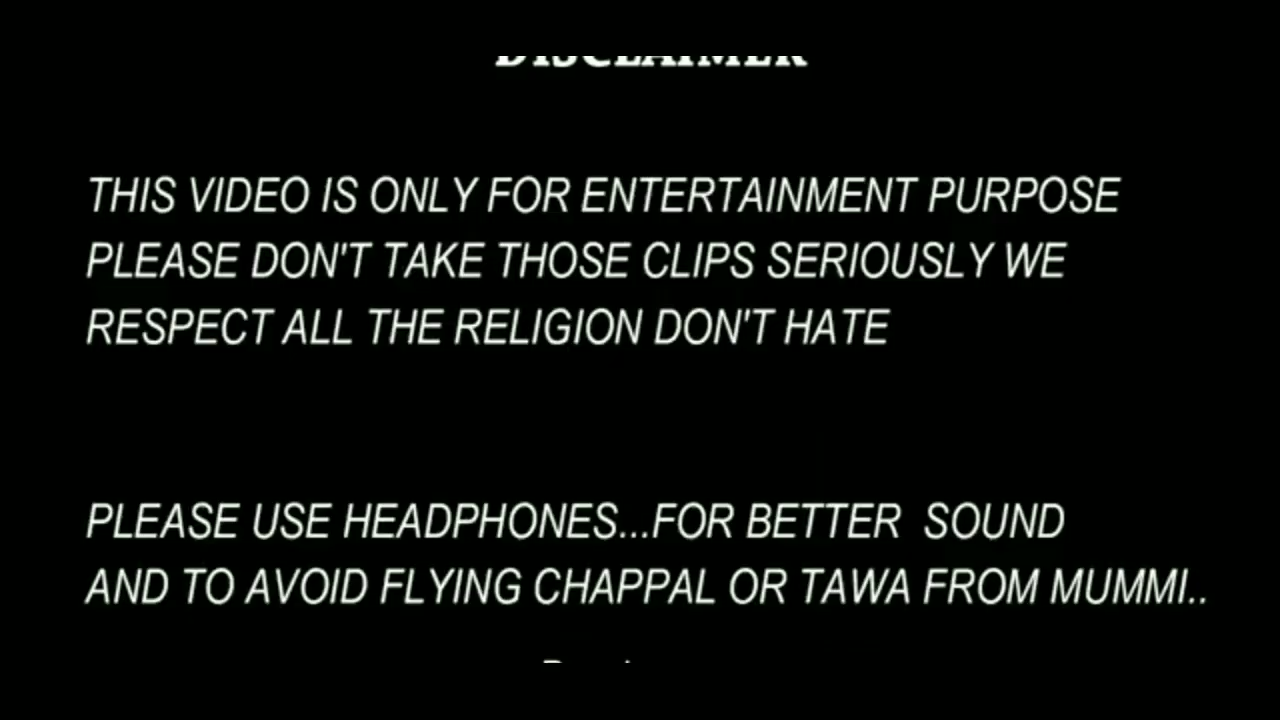 DISCLAIMER
THIS VIDEO IS ONLY FOR ENTERTAINMENT PURPOSE
PLEASE DON'T TAKE THOSE CLIPS SERIOUSLY WE
RESPECT ALL THE RELIGION DON'T HATE
PLEASE USE HEADPHONES...FOR BETTER SOUND
AND TO AVOID FLYING CHAPPAL OR TAWA FROM MUMMI..